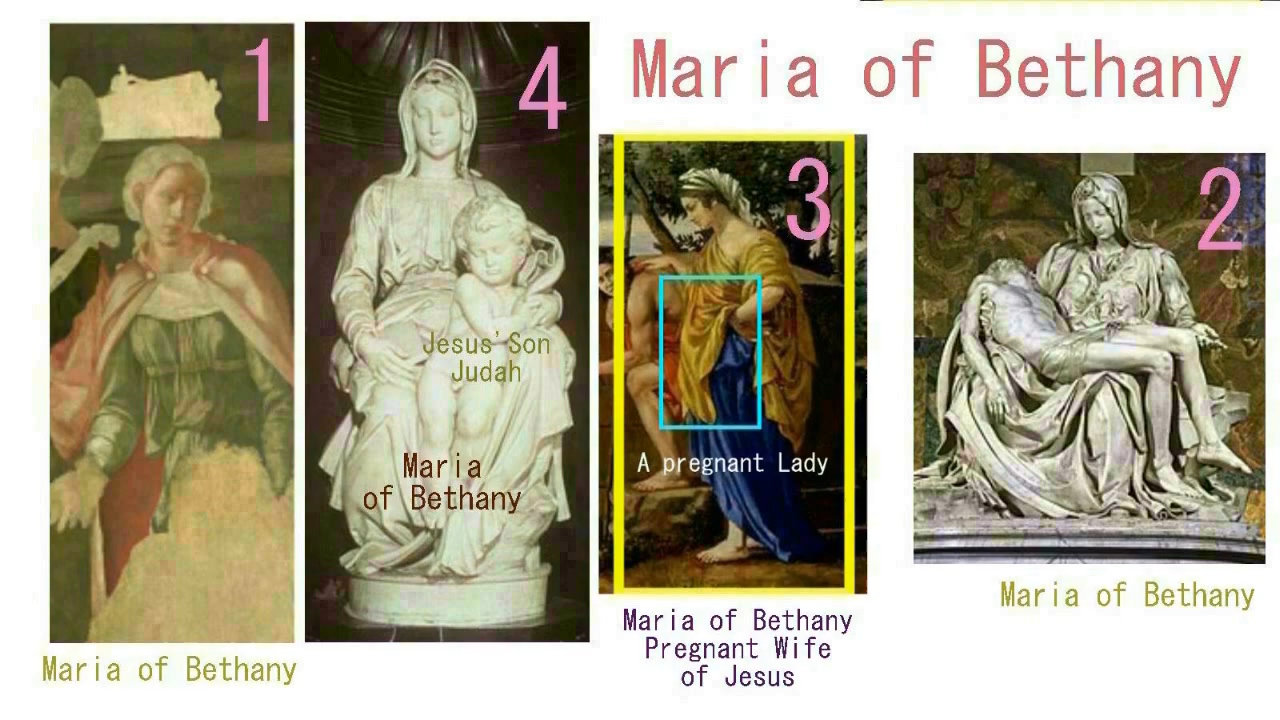 Maria of Bethany
1
Maria of Bethany
4
Jesus' Son
Judah
Maria
of Bethany
3
A pregnant Lady
Maria of Bethany
Pregnant Wife
of Jesus
2
Maria of Bethany